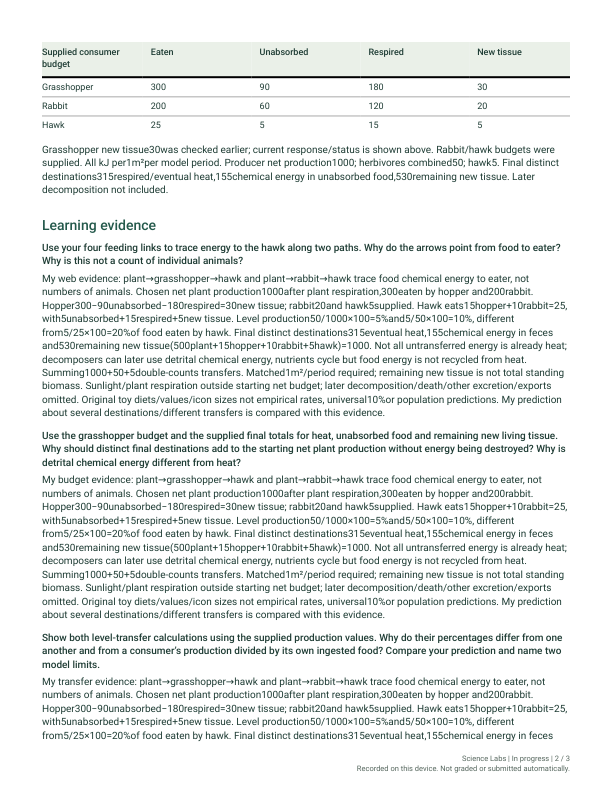 Supplied consumer budget Eaten Unabsorbed Respired New tissue
Grasshopper 300 90 180 30
Rabbit 200 60 120 20
Hawk 25 5 15 5
Grasshopper new tissue30was checked earlier; current response/status is shown above. Rabbit/hawk budgets were
supplied. All kJ per1m²per model period. Producer net production1000; herbivores combined50; hawk5. Final distinct
destinations315respired/eventual heat,155chemical energy in unabsorbed food,530remaining new tissue. Later
decomposition not included.
Learning evidence
Use your four feeding links to trace energy to the hawk along two paths. Why do the arrows point from food to eater?
Why is this not a count of individual animals?
My web evidence: plant→grasshopper→hawk and plant→rabbit→hawk trace food chemical energy to eater, not
numbers of animals. Chosen net plant production1000after plant respiration,300eaten by hopper and200rabbit.
Hopper300−90unabsorbed−180respired=30new tissue; rabbit20and hawk5supplied. Hawk eats15hopper+10rabbit=25,
with5unabsorbed+15respired+5new tissue. Level production50/1000×100=5%and5/50×100=10%, different
from5/25×100=20%of food eaten by hawk. Final distinct destinations315eventual heat,155chemical energy in feces
and530remaining new tissue(500plant+15hopper+10rabbit+5hawk)=1000. Not all untransferred energy is already heat;
decomposers can later use detrital chemical energy, nutrients cycle but food energy is not recycled from heat.
Summing1000+50+5double-counts transfers. Matched1m²/period required; remaining new tissue is not total standing
biomass. Sunlight/plant respiration outside starting net budget; later decomposition/death/other excretion/exports
omitted. Original toy diets/values/icon sizes not empirical rates, universal10%or population predictions. My prediction
about several destinations/different transfers is compared with this evidence.
Use the grasshopper budget and the supplied final totals for heat, unabsorbed food and remaining new living tissue.
Why should distinct final destinations add to the starting net plant production without energy being destroyed? Why is
detrital chemical energy different from heat?
My budget evidence: plant→grasshopper→hawk and plant→rabbit→hawk trace food chemical energy to eater, not
numbers of animals. Chosen net plant production1000after plant respiration,300eaten by hopper and200rabbit.
Hopper300−90unabsorbed−180respired=30new tissue; rabbit20and hawk5supplied. Hawk eats15hopper+10rabbit=25,
with5unabsorbed+15respired+5new tissue. Level production50/1000×100=5%and5/50×100=10%, different
from5/25×100=20%of food eaten by hawk. Final distinct destinations315eventual heat,155chemical energy in feces
and530remaining new tissue(500plant+15hopper+10rabbit+5hawk)=1000. Not all untransferred energy is already heat;
decomposers can later use detrital chemical energy, nutrients cycle but food energy is not recycled from heat.
Summing1000+50+5double-counts transfers. Matched1m²/period required; remaining new tissue is not total standing
biomass. Sunlight/plant respiration outside starting net budget; later decomposition/death/other excretion/exports
omitted. Original toy diets/values/icon sizes not empirical rates, universal10%or population predictions. My prediction
about several destinations/different transfers is compared with this evidence.
Show both level-transfer calculations using the supplied production values. Why do their percentages differ from one
another and from a consumer's production divided by its own ingested food? Compare your prediction and name two
model limits.
My transfer evidence: plant→grasshopper→hawk and plant→rabbit→hawk trace food chemical energy to eater, not
numbers of animals. Chosen net plant production1000after plant respiration,300eaten by hopper and200rabbit.
Hopper300−90unabsorbed−180respired=30new tissue; rabbit20and hawk5supplied. Hawk eats15hopper+10rabbit=25,
with5unabsorbed+15respired+5new tissue. Level production50/1000×100=5%and5/50×100=10%, different
from5/25×100=20%of food eaten by hawk. Final distinct destinations315eventual heat,155chemical energy in feces
Science Labs | In progress | 2 / 3
Recorded on this device. Not graded or submitted automatically.